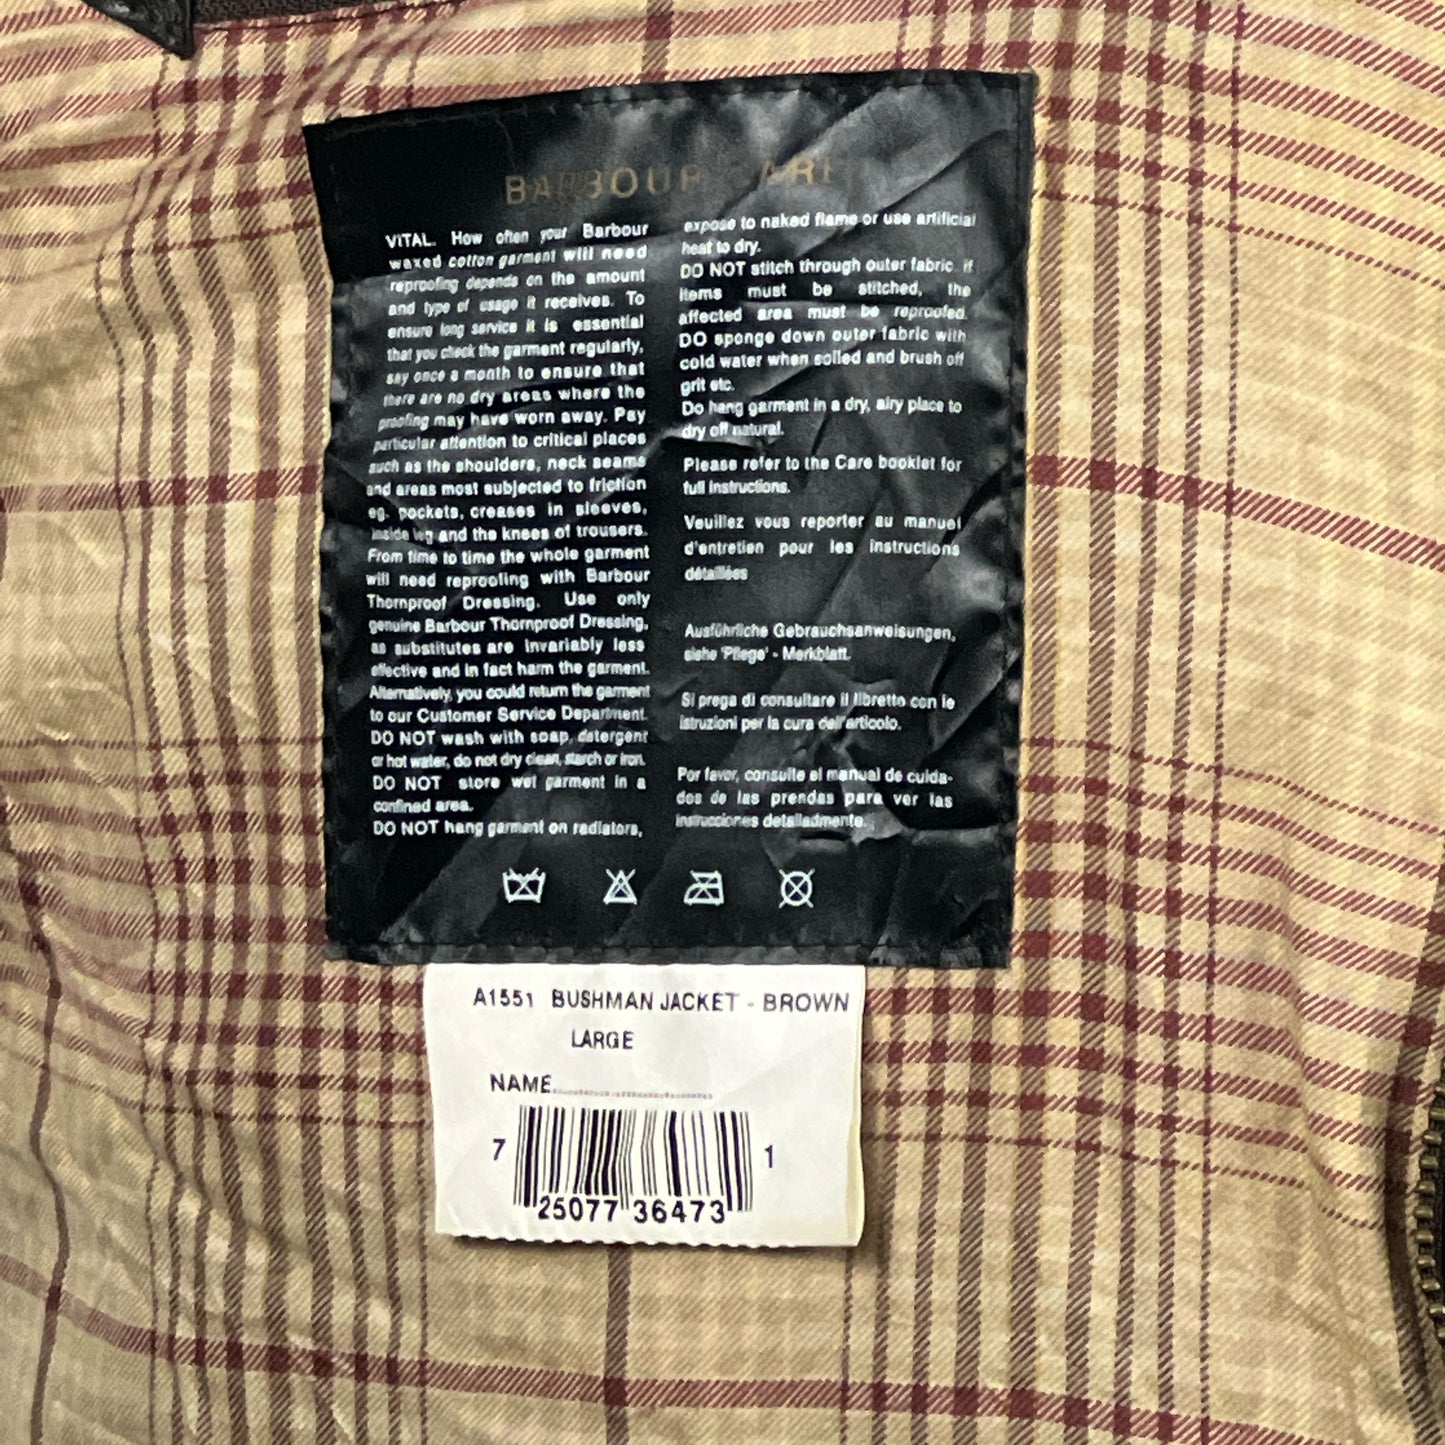 BARBOUR CARE
VITAL. How often your Barbour
waxed cotton garment will need
reproofing depends on the amount
and type of usage it receives. To
ensure long service it is essential
that you check the garment regularly,
say once a month to ensure that
there are no dry areas where the
proofing may have worn away. Pay
particular attention to critical places
such as the shoulders, neck seams
and areas most subjected to friction
eg. pockets, creases in sleeves,
inside leg and the knees of trousers.
From time to time the whole garment
will need reproofing with Barbour
Thornproof Dressing. Use only
genuine Barbour Thornproof Dressing,
as substitutes are invariably less
effective and in fact harm the garment.
Alternatively, you could return the garment
to our Customer Service Department.
DO NOT wash with soap, detergent
or hot water, do not dry clean, starch or iron.
DO NOT store wet garment in a
confined area.
DO NOT hang garment on radiators,
expose to naked flame or use artificial
heat to dry.
DO NOT stitch through outer fabric. If
items must be stitched, the
affected area must be reproofed.
DO sponge down outer fabric with
cold water when soiled and brush off
grit etc.
Do hang garment in a dry, airy place to
dry off natural.
Please refer to the Care booklet for
full instructions.
Veuillez vous reporter au manuel
d'entretien pour les instructions
détaillées
Ausführliche Gebrauchsanweisungen,
siehe 'Pflege' - Merkblatt.
Si prega di consultare il libretto con le
istruzioni per la cura dell'articolo.
Por favor, consulte el manual de cuida-
dos de las prendas para ver las
instrucciones detalladmente.
A1551 BUSHMAN JACKET - BROWN
LARGE
NAME
7 25077 36473 1